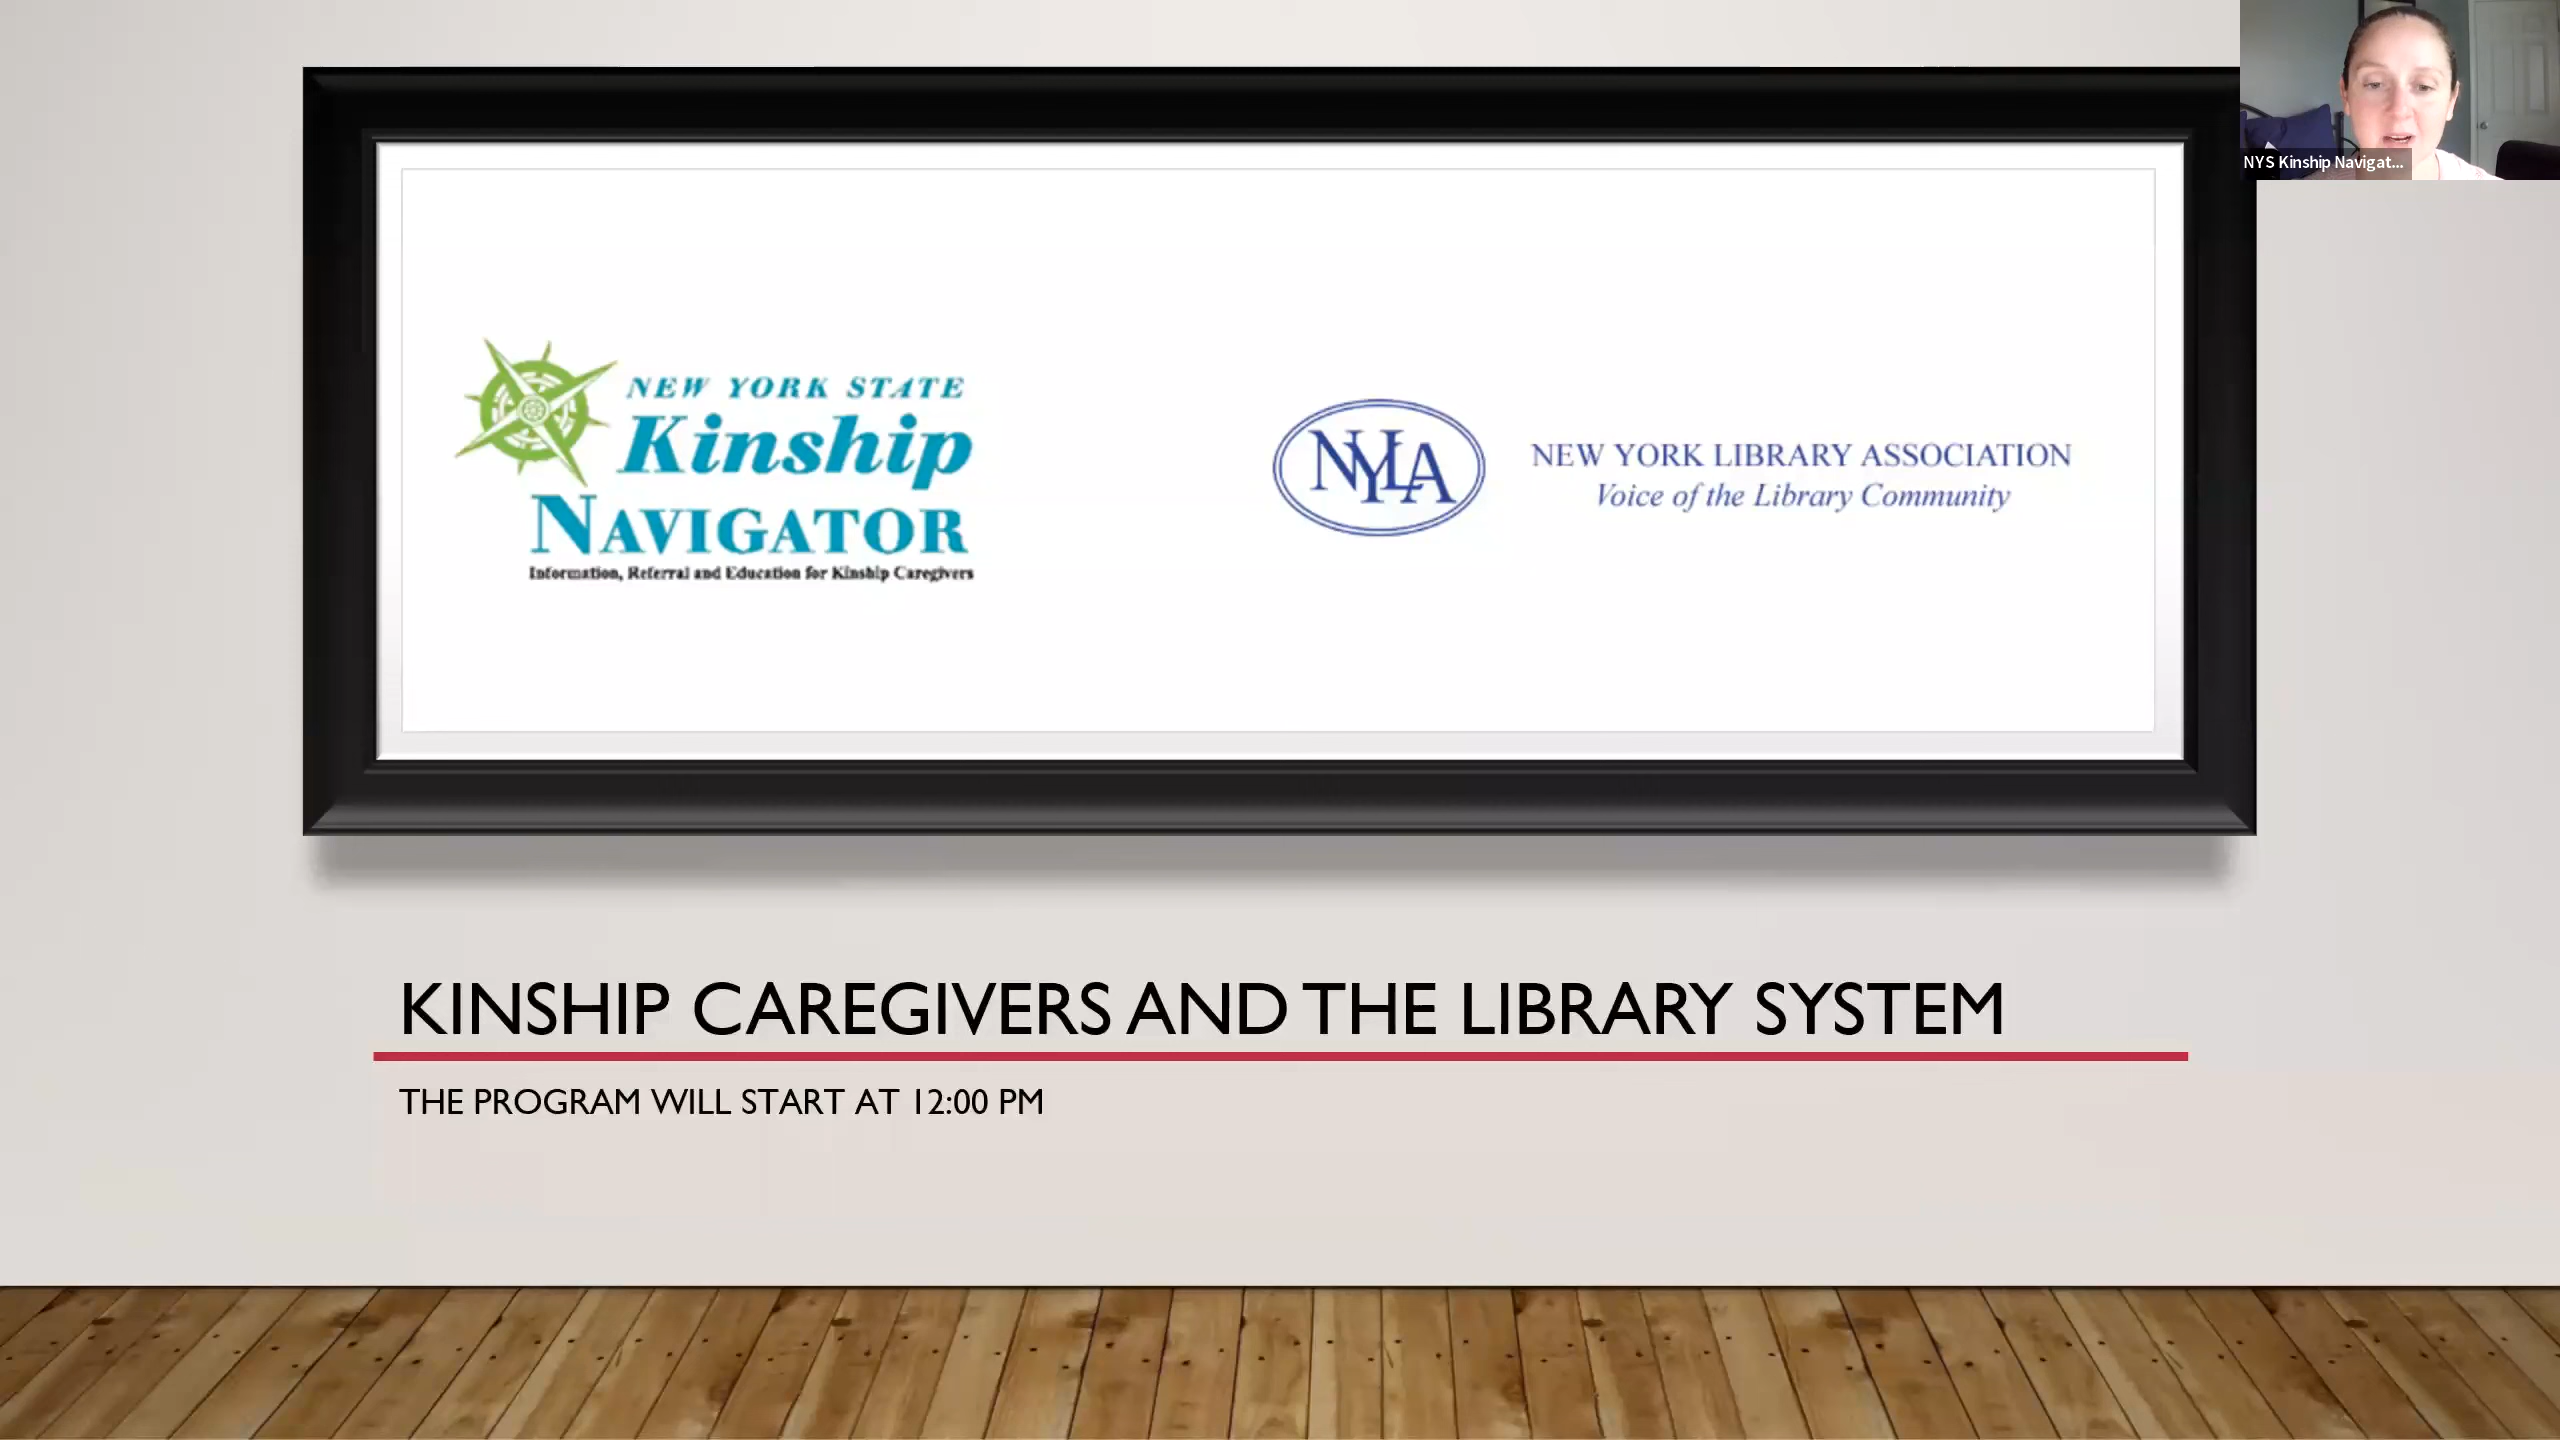 NYS Kinship Navigat...
NEW YORK STATE
Kinship
NAVIGATOR
Information, Referral and Education for Kinship Caregivers
NYLA
NEW YORK LIBRARY ASSOCIATION
Voice of the Library Community
KINSHIP CAREGIVERS AND THE LIBRARY SYSTEM
THE PROGRAM WILL START AT 12:00 PM